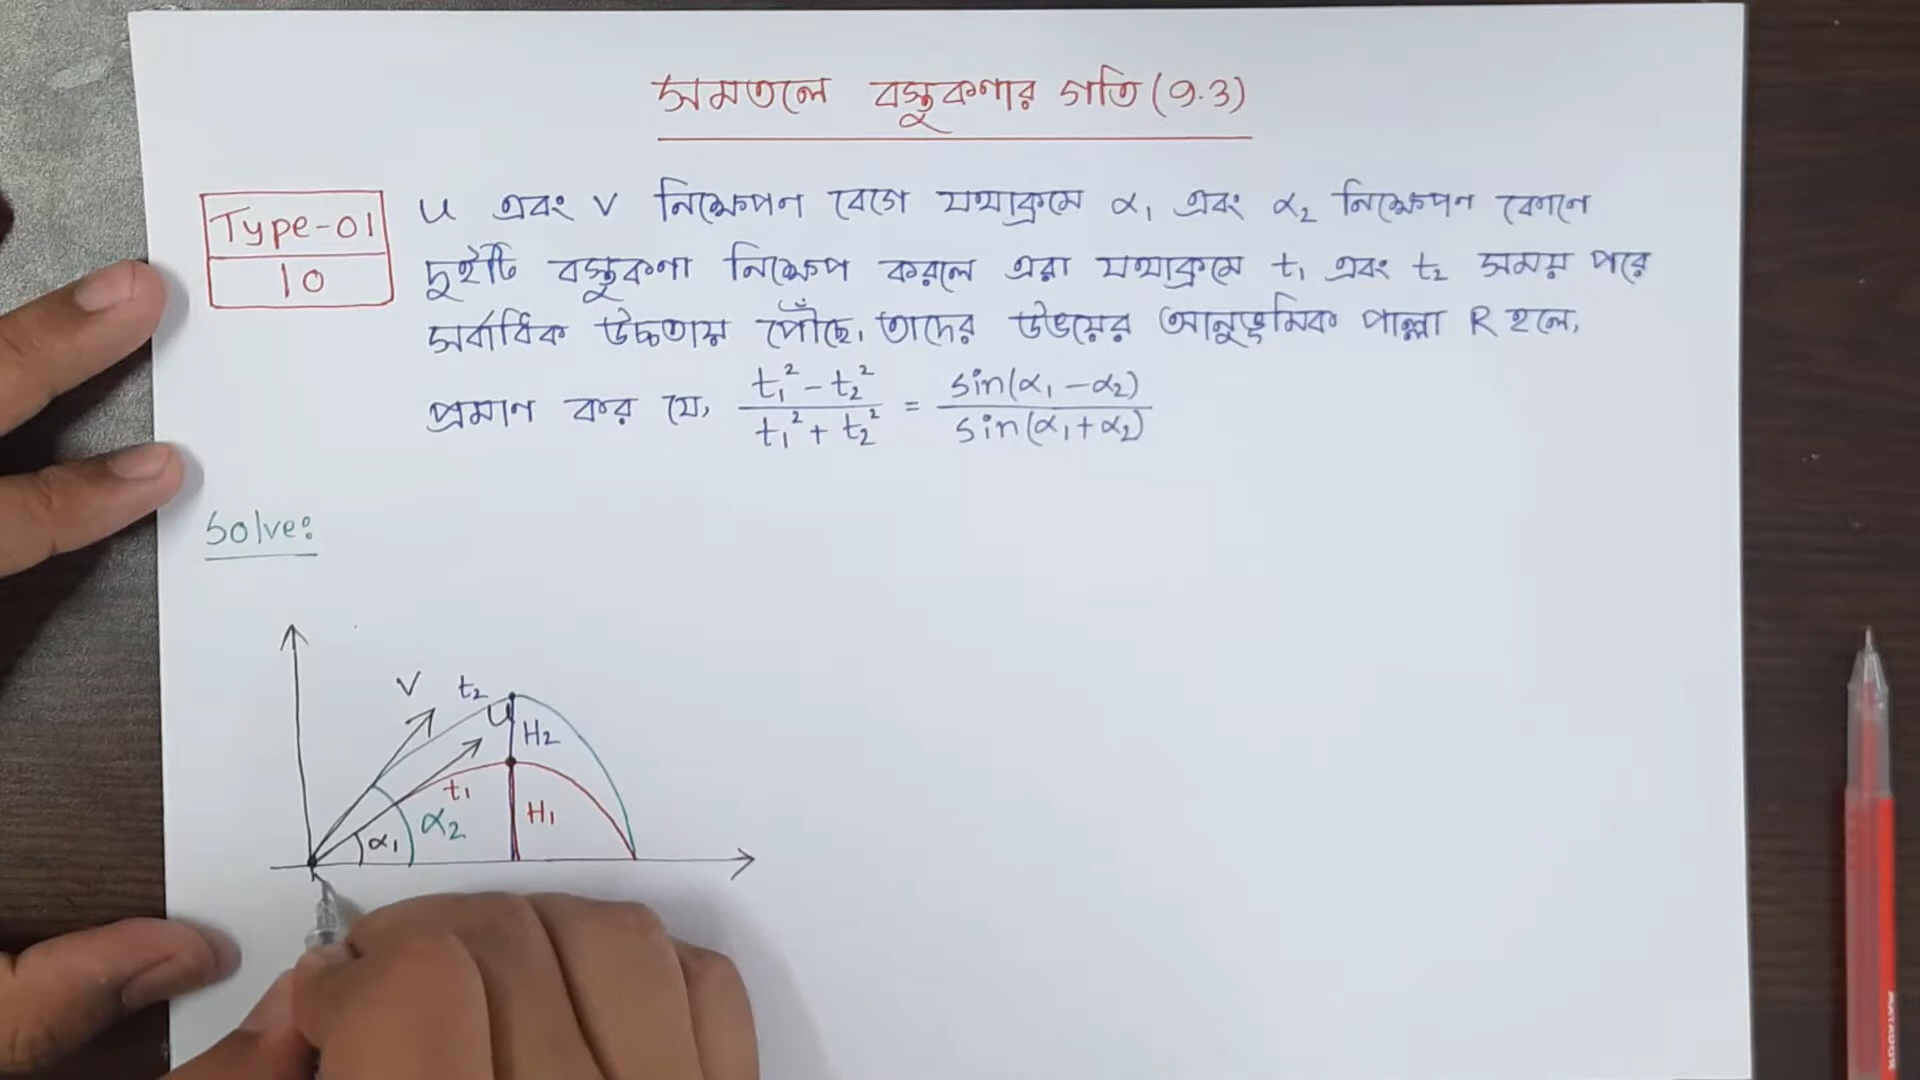 সমতলে বস্তুকণার গতি (9.3)
Type-01
10
u এবং v নিক্ষেপণ বেগে যথাক্রমে α₁ এবং α₂ নিক্ষেপণ কোণে
দুইটি বস্তুকণা নিক্ষেপ করলে এরা যথাক্রমে t₁ এবং t₂ সময় পরে
সর্বাধিক উচ্চতায় পৌঁছে। তাদের উভয়ের আনুভূমিক পাল্লা R হলে,
প্রমাণ কর যে, (t₁² - t₂²)/(t₁² + t₂²) = sin(α₁ - α₂)/sin(α₁ + α₂)
Solve:
V t₂ u
H₂
t₁ H₁
α₁ α₂